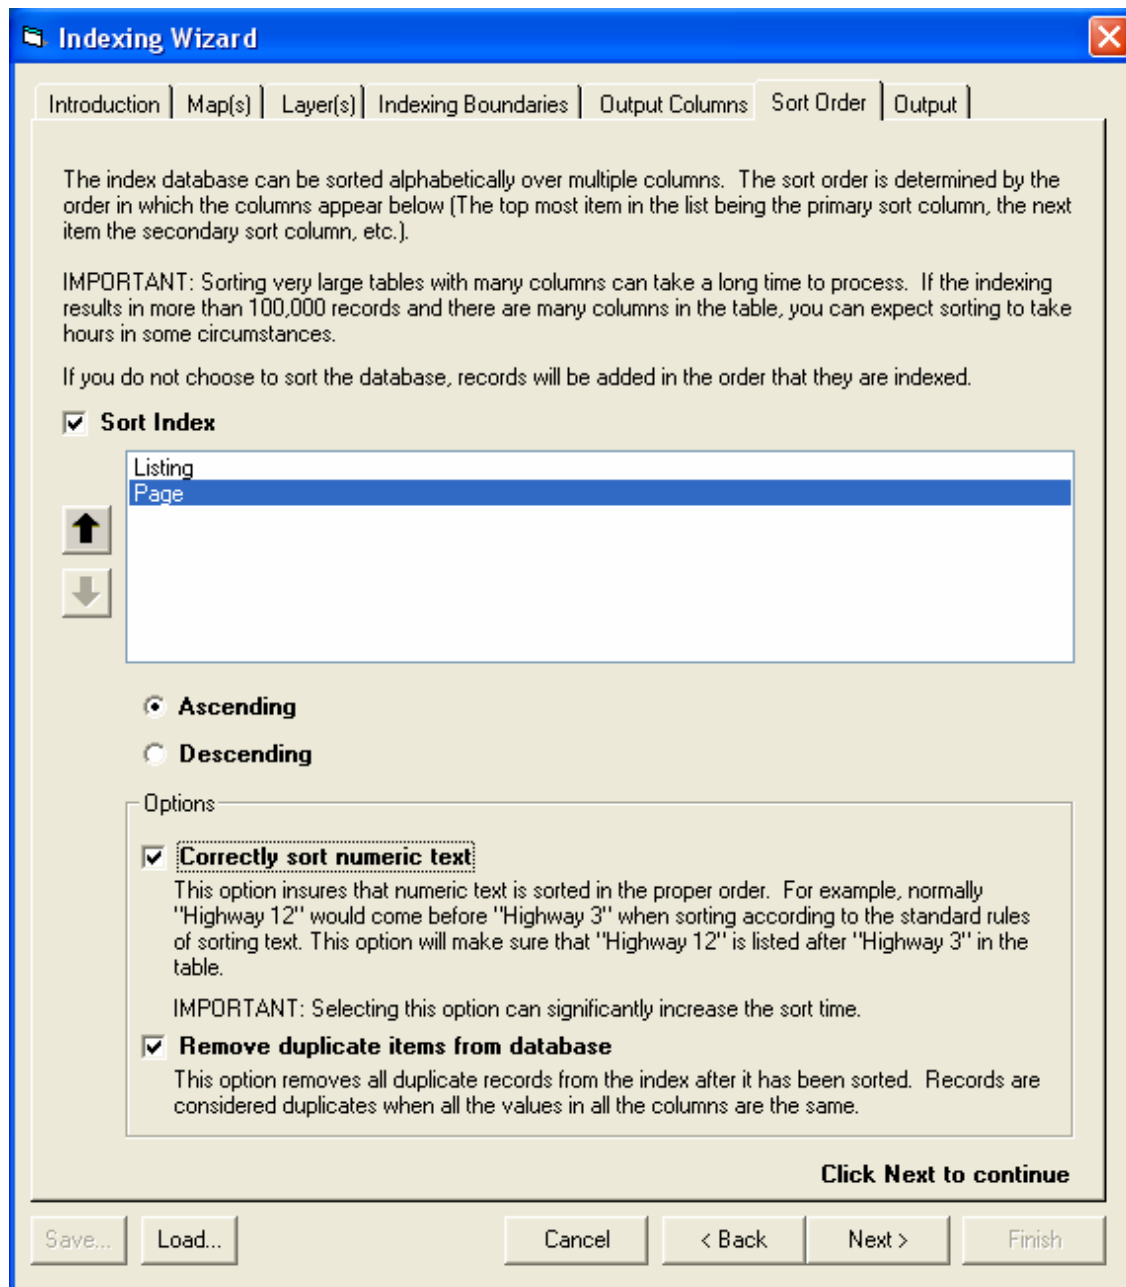 Indexing Wizard
Introduction Map(s) Layer(s) Indexing Boundaries Output Columns Sort Order Output
The index database can be sorted alphabetically over multiple columns. The sort order is determined by the
order in which the columns appear below (The top most item in the list being the primary sort column, the next
item the secondary sort column, etc.).
IMPORTANT: Sorting very large tables with many columns can take a long time to process. If the indexing
results in more than 100,000 records and there are many columns in the table, you can expect sorting to take
hours in some circumstances.
If you do not choose to sort the database, records will be added in the order that they are indexed.
Sort Index
Listing
Page
Ascending
Descending
Options
Correctly sort numeric text
This option insures that numeric text is sorted in the proper order. For example, normally
"Highway 12" would come before "Highway 3" when sorting according to the standard rules
of sorting text. This option will make sure that "Highway 12" is listed after "Highway 3" in the
table.
IMPORTANT: Selecting this option can significantly increase the sort time.
Remove duplicate items from database
This option removes all duplicate records from the index after it has been sorted. Records are
considered duplicates when all the values in all the columns are the same.
Click Next to continue
Save... Load... Cancel < Back Next > Finish